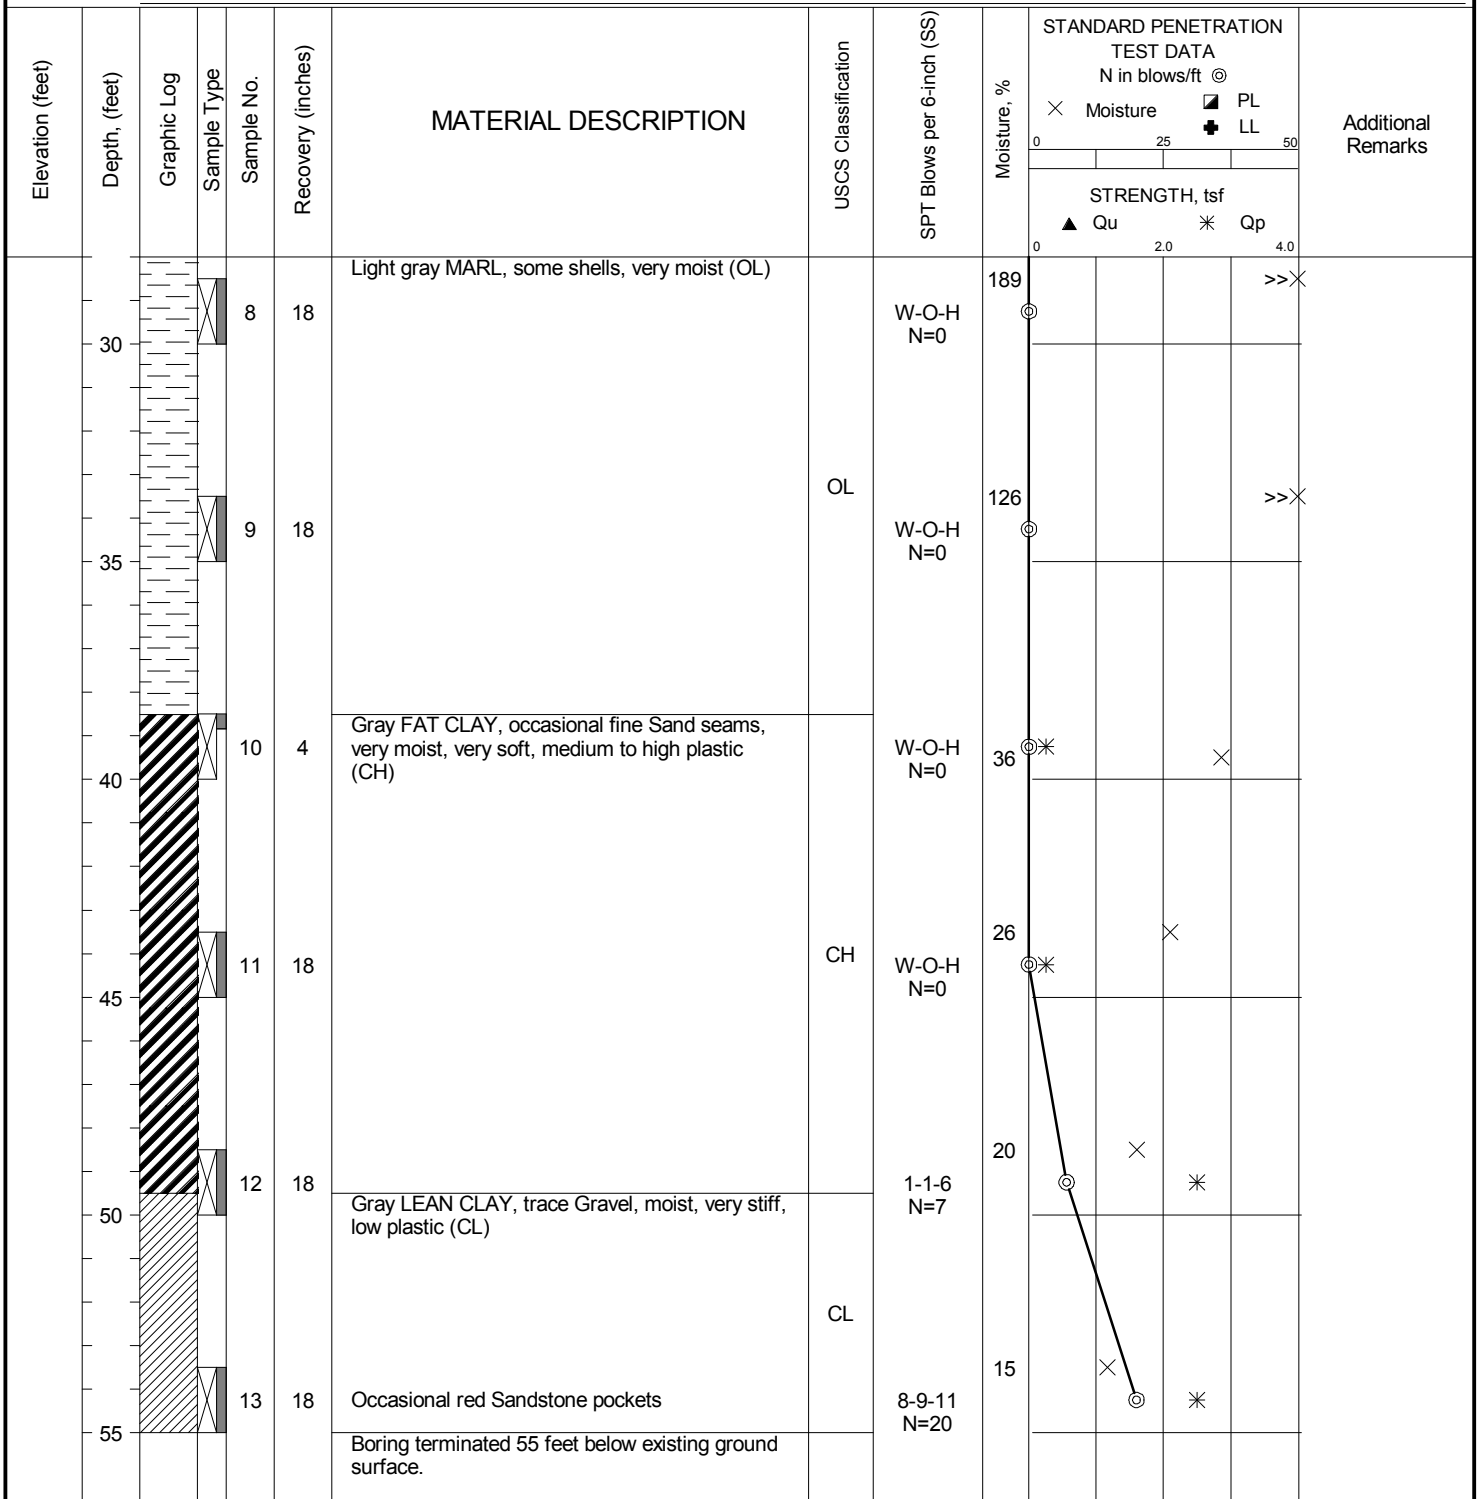 Elevation (feet)
Depth, (feet)
Graphic Log
Sample Type
Sample No.
Recovery (inches)
MATERIAL DESCRIPTION
USCS Classification
SPT Blows per 6-inch (SS)
Moisture, %
STANDARD PENETRATION
TEST DATA
N in blows/ft
Moisture
PL
LL
0 25 50
STRENGTH, tsf
Qu Qp
0 2.0 4.0
Additional
Remarks
Light gray MARL, some shells, very moist (OL)
189
>>
8 18 W-O-H
N=0
30
OL
126
>>
9 18 W-O-H
N=0
35
Gray FAT CLAY, occasional fine Sand seams,
very moist, very soft, medium to high plastic
(CH)
10 4 W-O-H
N=0
36
40
26
CH
11 18 W-O-H
N=0
45
20
12 18 1-1-6
N=7
Gray LEAN CLAY, trace Gravel, moist, very stiff,
low plastic (CL)
50
CL
15
13 18 Occasional red Sandstone pockets 8-9-11
N=20
55
Boring terminated 55 feet below existing ground
surface.